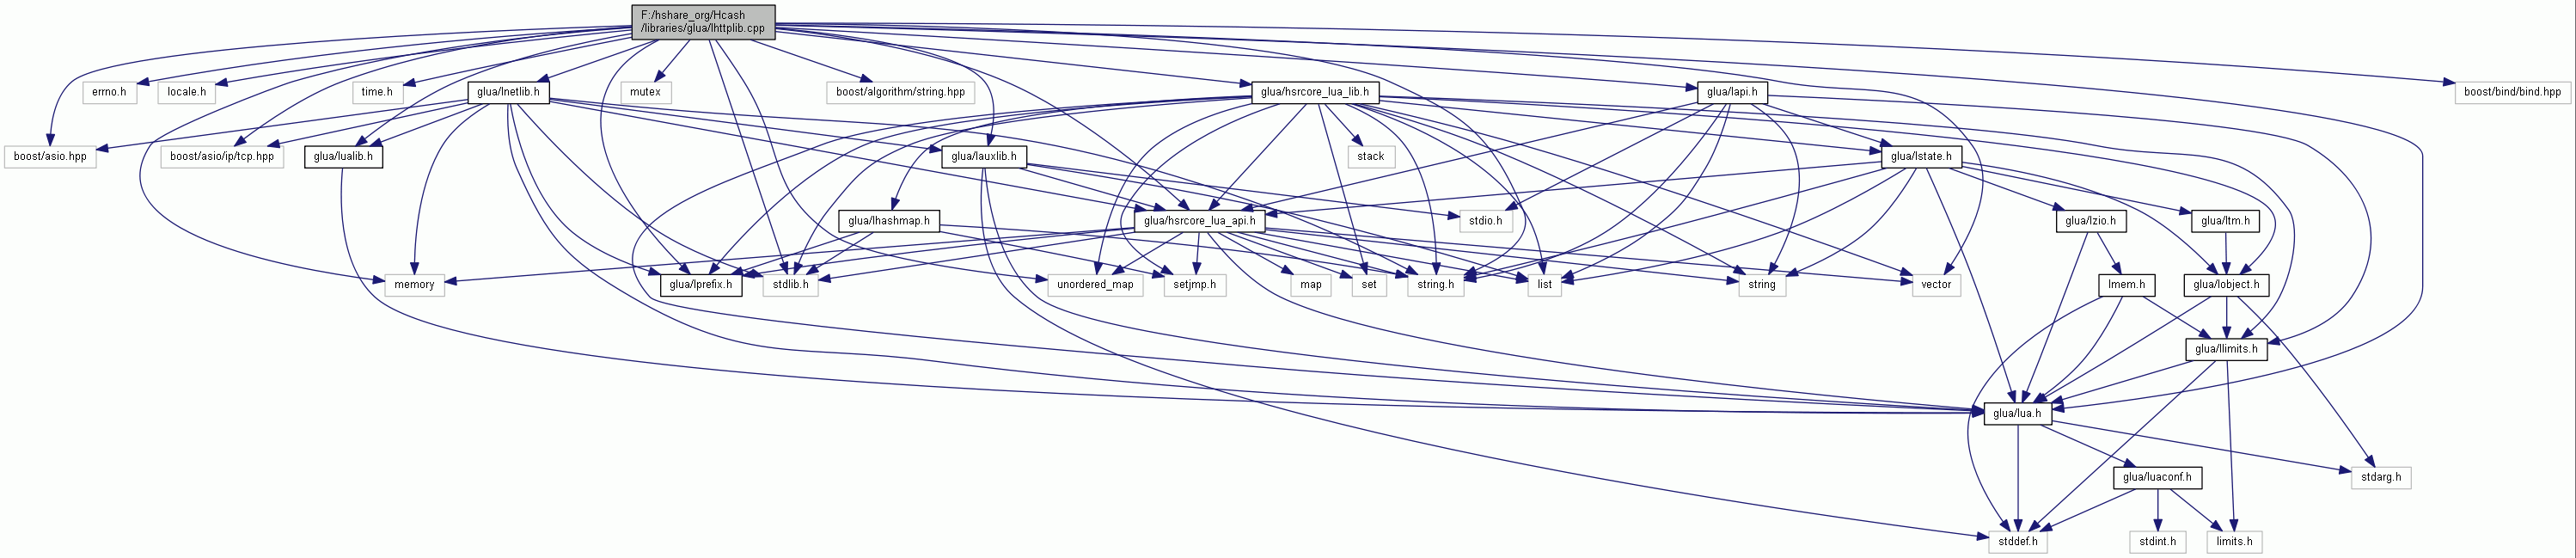 F:/hshare_org/Hcash
/libraries/glua/lhttplib.cpp
errno.h
locale.h
time.h
glua/lnetlib.h
mutex
boost/algorithm/string.hpp
glua/hsrcore_lua_lib.h
glua/lapi.h
boost/bind/bind.hpp
boost/asio.hpp
boost/asio/ip/tcp.hpp
glua/lualib.h
glua/lauxlib.h
stack
glua/lstate.h
glua/lhashmap.h
glua/hsrcore_lua_api.h
stdio.h
glua/lzio.h
glua/ltm.h
memory
glua/lprefix.h
stdlib.h
unordered_map
setjmp.h
map
set
string.h
list
string
vector
lmem.h
glua/lobject.h
glua/llimits.h
glua/lua.h
glua/luaconf.h
stdarg.h
stddef.h
stdint.h
limits.h